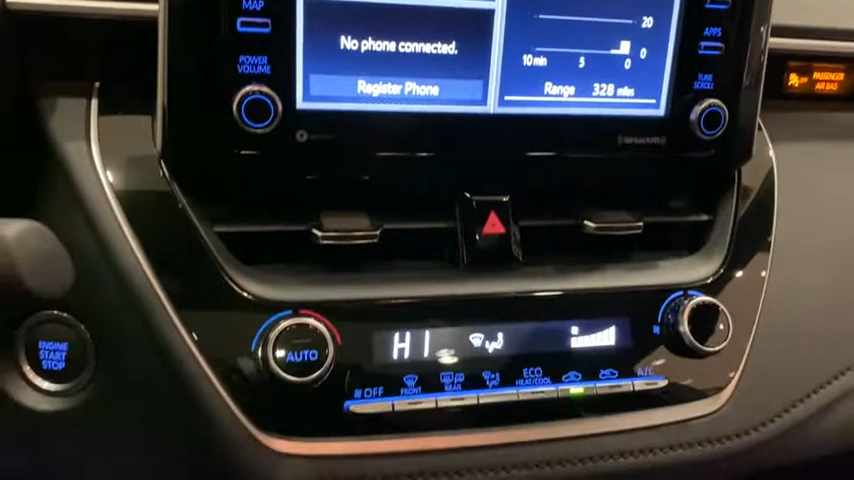 MAP
POWER
VOLUME
No phone connected.
Register Phone
20
0
10 min
5
0
Range
328 miles
APPS
TUNE
SCROLL
PASSENGER
AIR BAG
SiriusXM
ENGINE
START
STOP
AUTO
HI
OFF
FRONT
REAR
ECO
HEAT/COOL
A/C